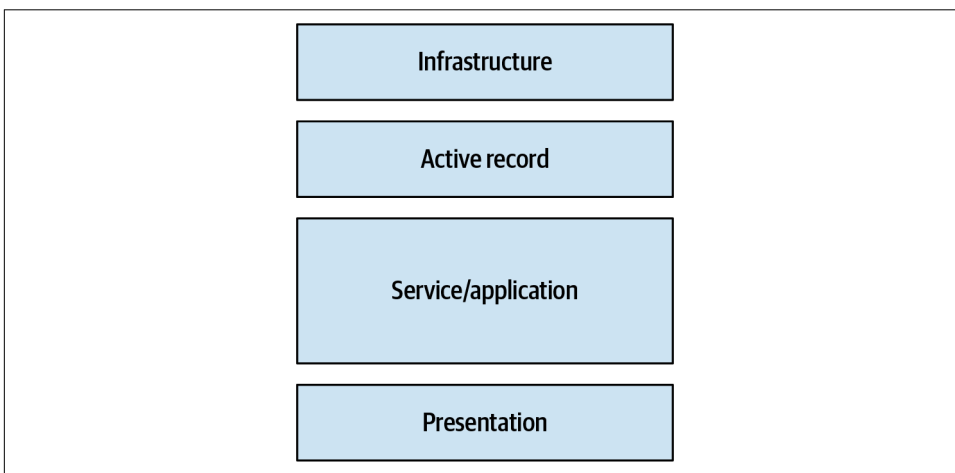 Infrastructure
Active record
Service/application
Presentation